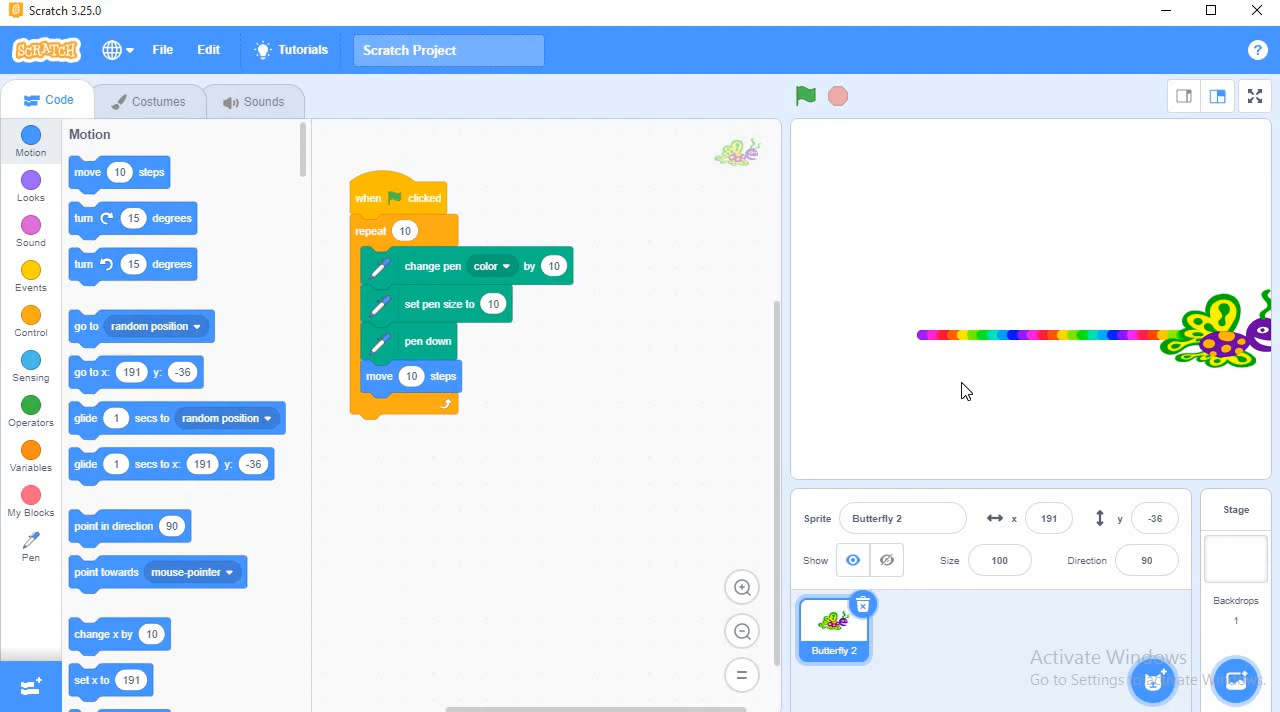 Scratch 3.25.0
SCRATCH File Edit Tutorials Scratch Project ?
Code Costumes Sounds
Motion
Looks
Sound
Events
Control
Sensing
Operators
Variables
My Blocks
Pen
Motion
move 10 steps
turn 15 degrees
turn 15 degrees
go to random position
go to x: 191 y: -36
glide 1 secs to random position
glide 1 secs to x: 191 y: -36
point in direction 90
point towards mouse-pointer
change x by 10
set x to 191
when clicked
repeat 10
change pen color by 10
set pen size to 10
pen down
move 10 steps
Sprite Butterfly 2 x 191 y -36
Show Size 100 Direction 90
Butterfly 2
Stage
Backdrops
1
Activate Windows
Go to Settings to activate Windows.